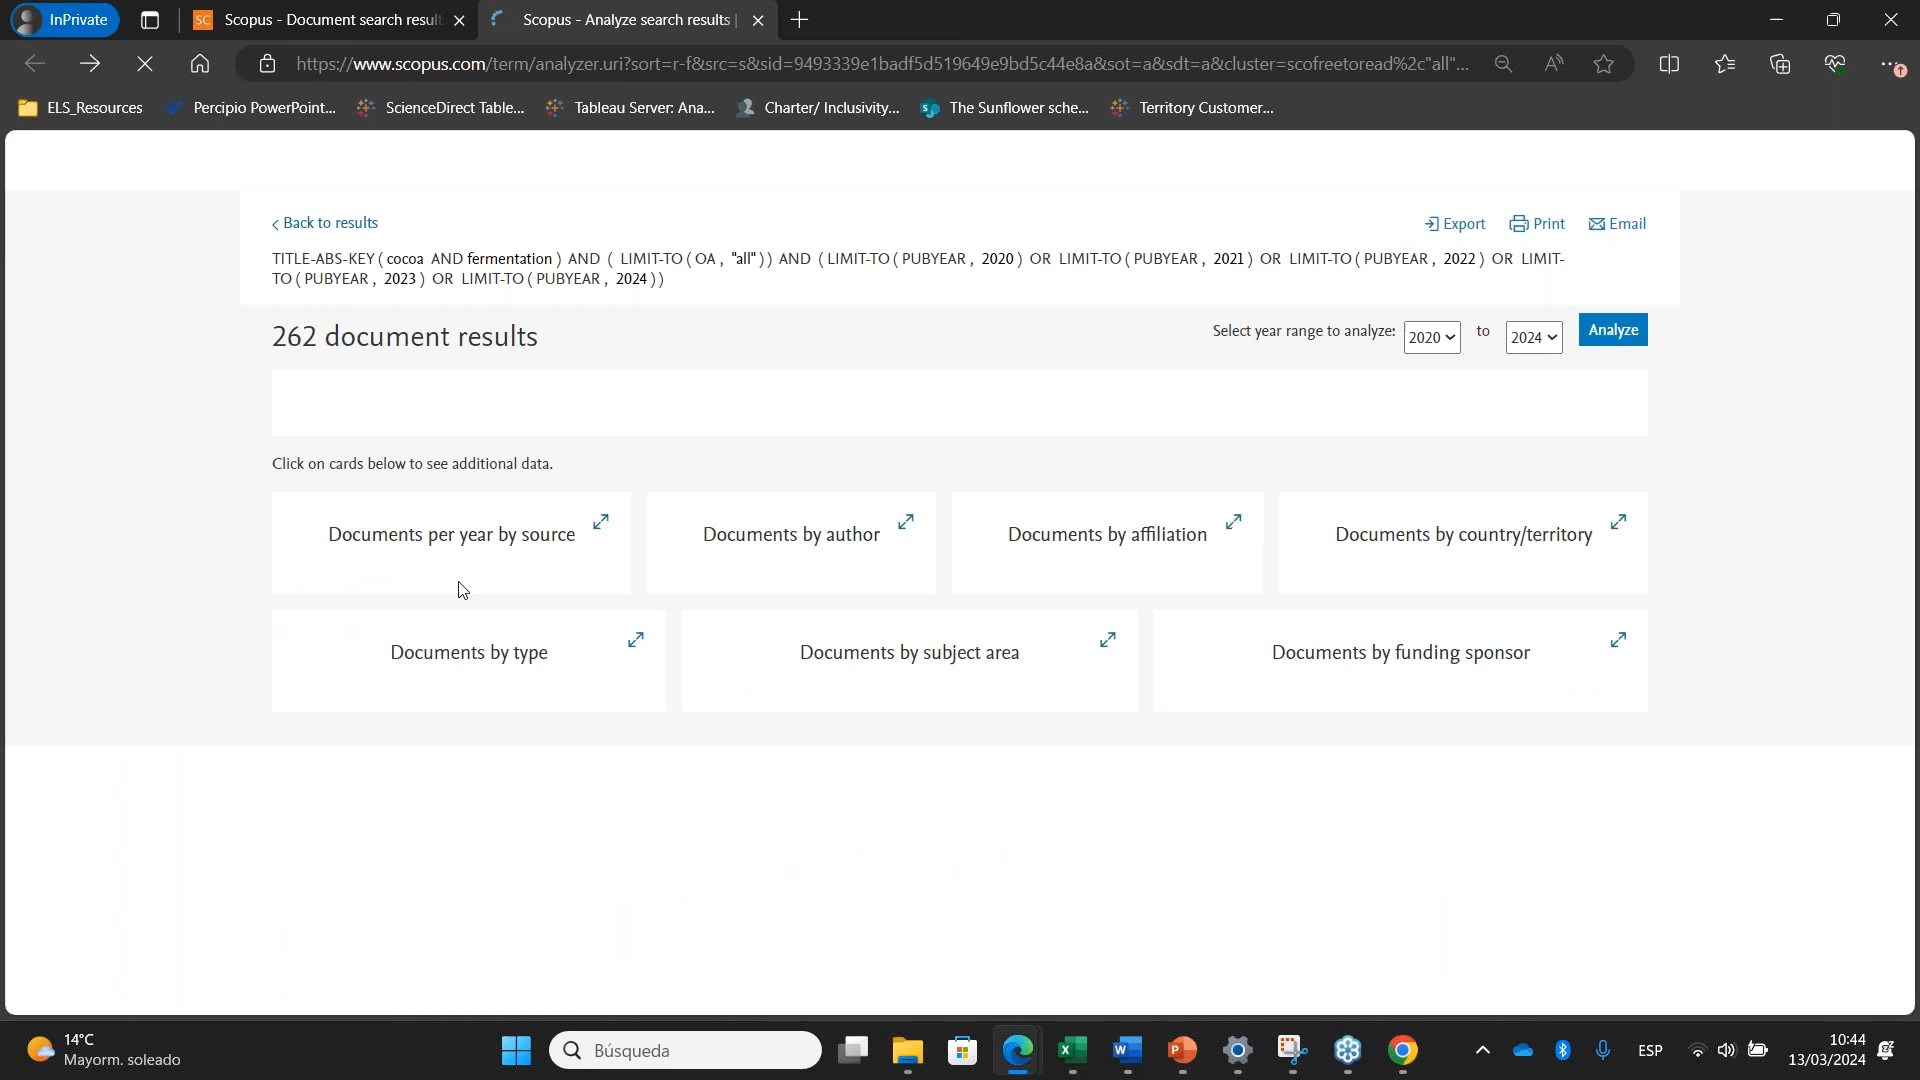 InPrivate
Scopus - Document search result
Scopus - Analyze search results |
https://www.scopus.com/term/analyzer.uri?sort=r-f&src=s&sid=9493339e1badf5d519649e9bd5c44e8a&sot=a&sdt=a&cluster=scofreetoread%2c"all"...
ELS_Resources
Percipio PowerPoint...
ScienceDirect Table...
Tableau Server: Ana...
Charter/ Inclusivity...
The Sunflower sche...
Territory Customer...
Back to results
Export
Print
Email
TITLE-ABS-KEY ( cocoa AND fermentation ) AND ( LIMIT-TO ( OA , "all" ) ) AND ( LIMIT-TO ( PUBYEAR , 2020 ) OR LIMIT-TO ( PUBYEAR , 2021 ) OR LIMIT-TO ( PUBYEAR , 2022 ) OR LIMIT-
TO ( PUBYEAR , 2023 ) OR LIMIT-TO ( PUBYEAR , 2024 ) )
262 document results
Select year range to analyze: 2020 to 2024 Analyze
Click on cards below to see additional data.
Documents per year by source
Documents by author
Documents by affiliation
Documents by country/territory
Documents by type
Documents by subject area
Documents by funding sponsor
14°C
Mayorm. soleado
Búsqueda
ESP
10:44
13/03/2024